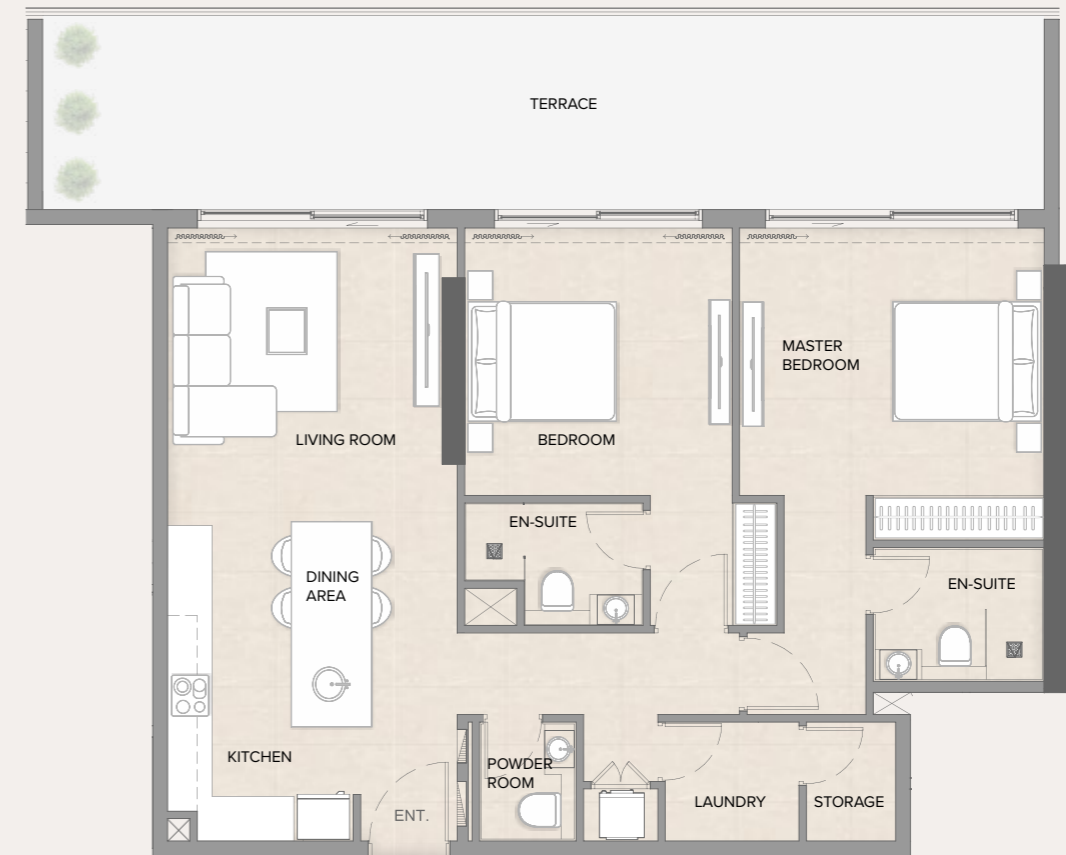 TERRACE
MASTER
BEDROOM
LIVING ROOM
BEDROOM
EN-SUITE
DINING
AREA
EN-SUITE
KITCHEN
POWDER
ROOM
ENT.
LAUNDRY
STORAGE